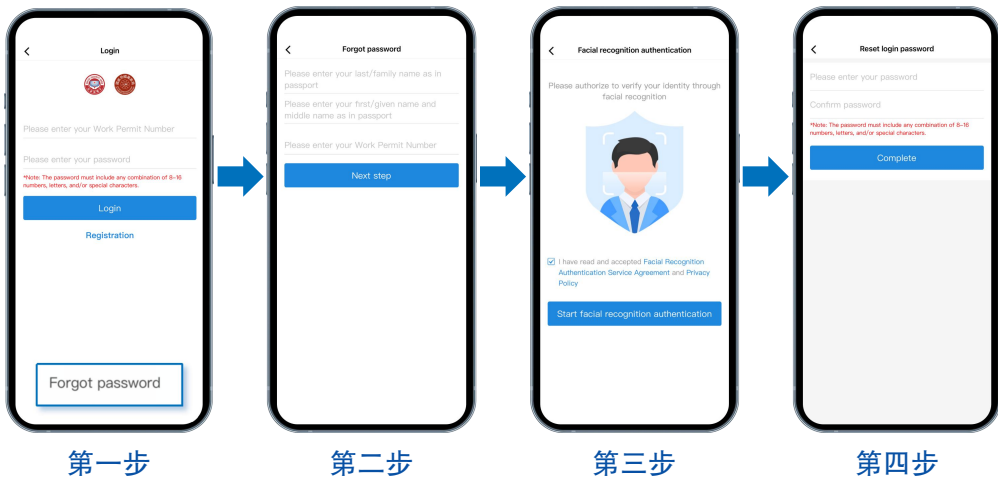 Login
Please enter your Work Permit Number
Please enter your password
*Note: The password must include any combination of 8-16
numbers, letters, and/or special characters.
Login
Registration
Forgot password
第一步
Forgot password
Please enter your last/family name as in
passport
Please enter your first/given name and
middle name as in passport
Please enter your Work Permit Number
Next step
第二步
Facial recognition authentication
Please authorize to verify your identity through
facial recognition
I have read and accepted Facial Recognition
Authentication Service Agreement and Privacy
Policy
Start facial recognition authentication
第三步
Reset login password
Please enter your password
Confirm password
*Note: The password must include any combination of 8-16
numbers, letters, and/or special characters.
Complete
第四步